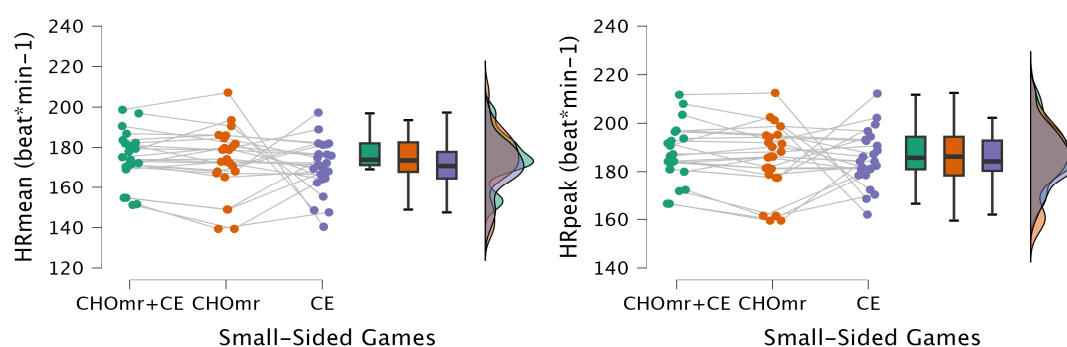 HRmean (beat*min-1)
240
220
200
180
160
140
120
CHOmr+CE CHOmr CE
Small-Sided Games
HRpeak (beat*min-1)
240
220
200
180
160
140
CHOmr+CE CHOmr CE
Small-Sided Games